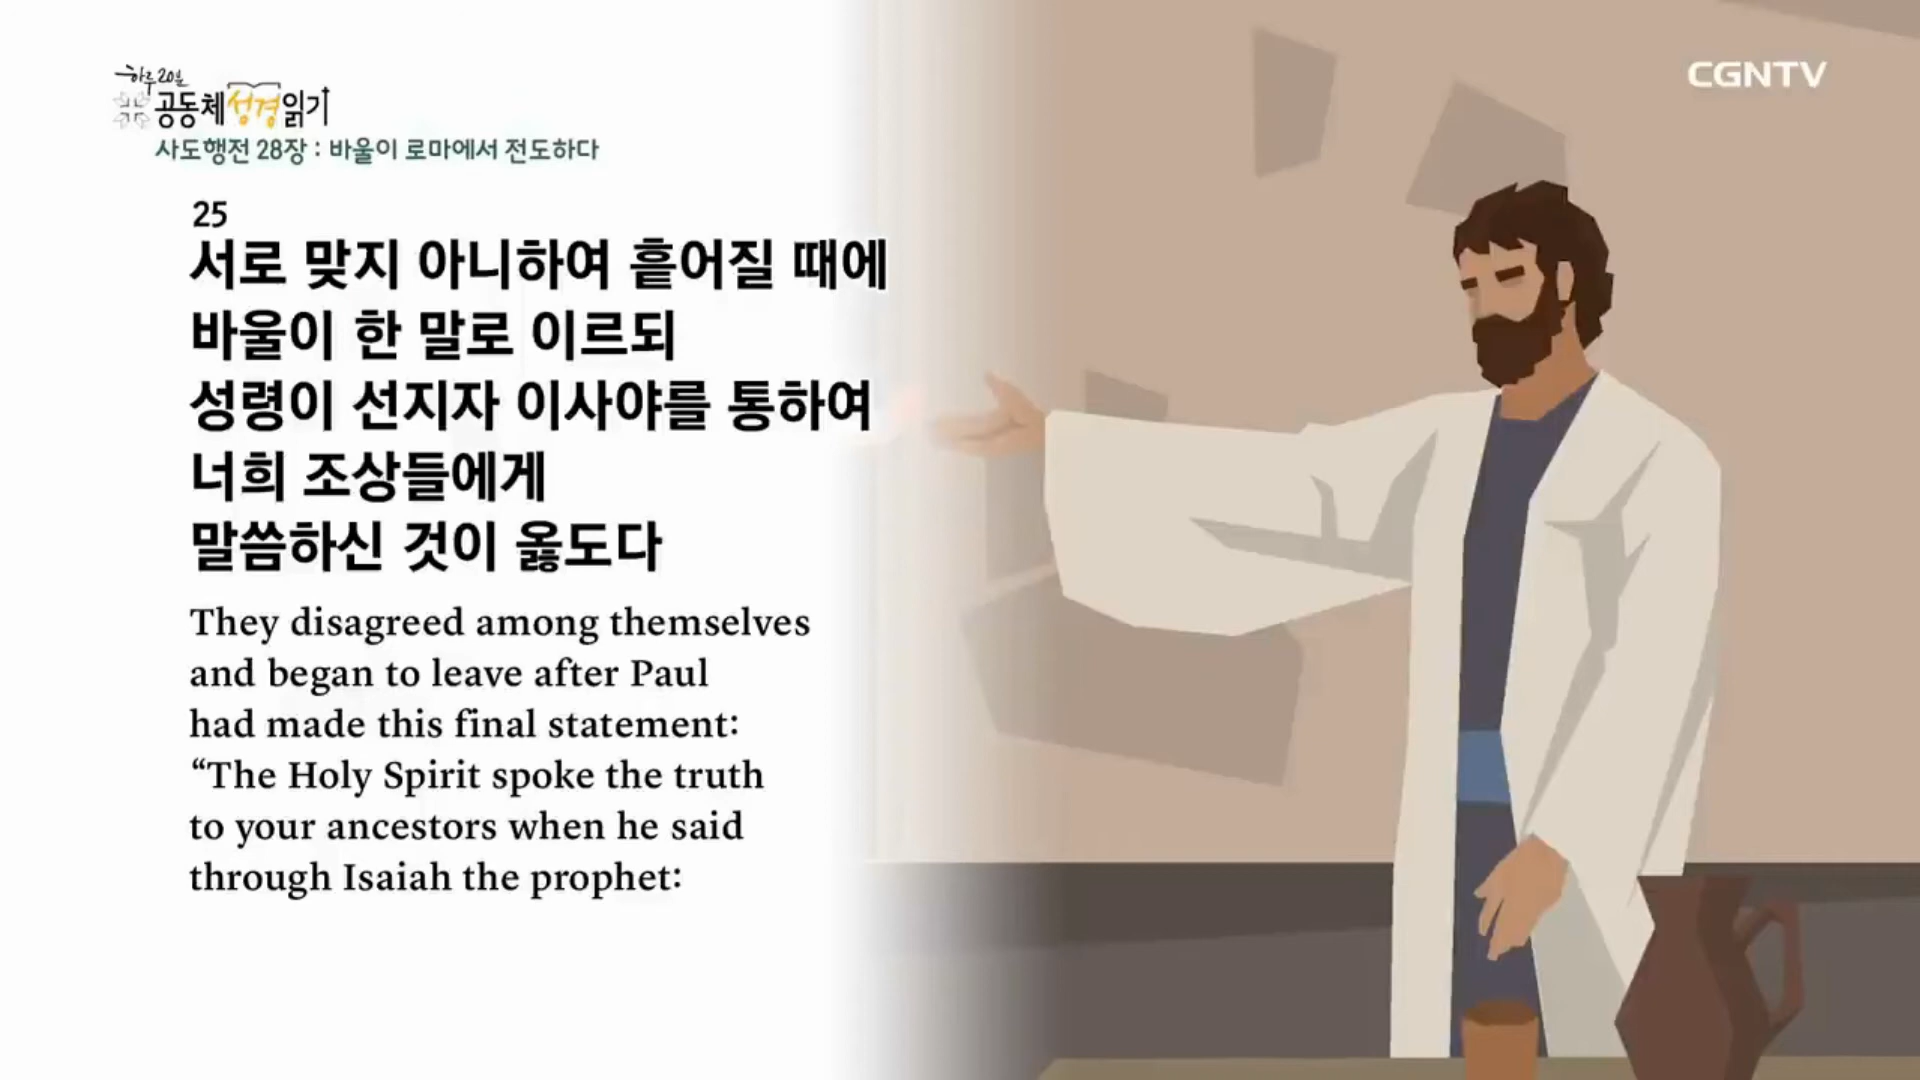 하루 20분
공동체성경읽기
CGNTV
사도행전 28장 : 바울이 로마에서 전도하다
25
서로 맞지 아니하여 흩어질 때에
바울이 한 말로 이르되
성령이 선지자 이사야를 통하여
너희 조상들에게
말씀하신 것이 옳도다
They disagreed among themselves
and began to leave after Paul
had made this final statement:
“The Holy Spirit spoke the truth
to your ancestors when he said
through Isaiah the prophet: